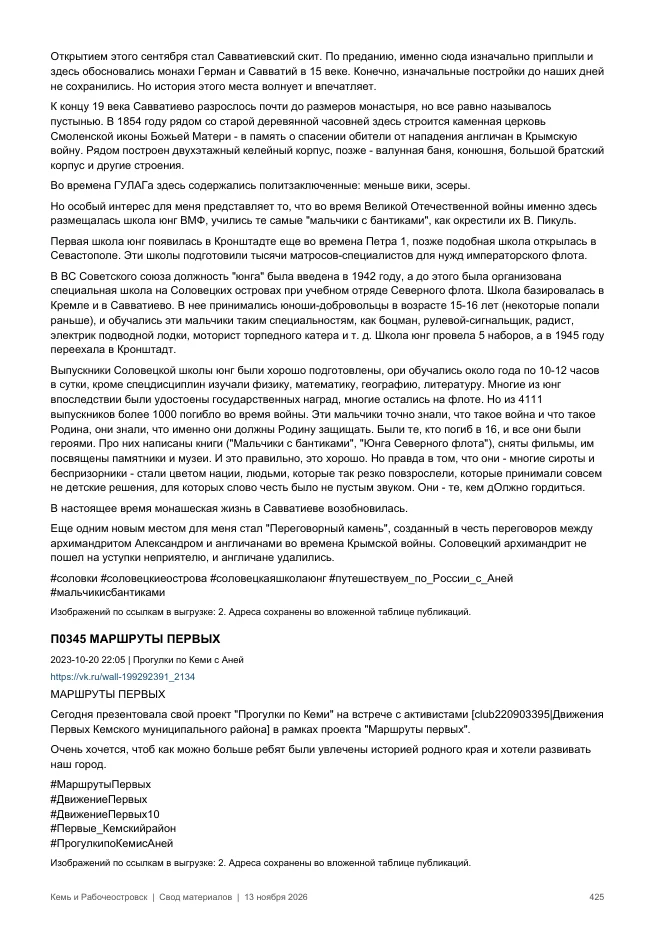 Открытием этого сентября стал Савватиевский скит. По преданию, именно сюда изначально приплыли и
здесь обосновались монахи Герман и Савватий в 15 веке. Конечно, изначальные постройки до наших дней
не сохранились. Но история этого места волнует и впечатляет.
К концу 19 века Савватиево разрослось почти до размеров монастыря, но все равно называлось
пустынью. В 1854 году рядом со старой деревянной часовней здесь строится каменная церковь
Смоленской иконы Божьей Матери - в память о спасении обители от нападения англичан в Крымскую
войну. Рядом построен двухэтажный келейный корпус, позже - валунная баня, конюшня, большой братский
корпус и другие строения.
Во времена ГУЛАГа здесь содержались политзаключенные: меньше вики, эсеры.
Но особый интерес для меня представляет то, что во время Великой Отечественной войны именно здесь
размещалась школа юнг ВМФ, учились те самые "мальчики с бантиками", как окрестили их В. Пикуль.
Первая школа юнг появилась в Кронштадте еще во времена Петра 1, позже подобная школа открылась в
Севастополе. Эти школы подготовили тысячи матросов-специалистов для нужд императорского флота.
В ВС Советского союза должность "юнга" была введена в 1942 году, а до этого была организована
специальная школа на Соловецких островах при учебном отряде Северного флота. Школа базировалась в
Кремле и в Савватиево. В нее принимались юноши-добровольцы в возрасте 15-16 лет (некоторые попали
раньше), и обучались эти мальчики таким специальностям, как боцман, рулевой-сигнальщик, радист,
электрик подводной лодки, моторист торпедного катера и т. д. Школа юнг провела 5 наборов, а в 1945 году
переехала в Кронштадт.
Выпускники Соловецкой школы юнг были хорошо подготовлены, ори обучались около года по 10-12 часов
в сутки, кроме спецдисциплин изучали физику, математику, географию, литературу. Многие из юнг
впоследствии были удостоены государственных наград, многие остались на флоте. Но из 4111
выпускников более 1000 погибло во время войны. Эти мальчики точно знали, что такое война и что такое
Родина, они знали, что именно они должны Родину защищать. Были те, кто погиб в 16, и все они были
героями. Про них написаны книги ("Мальчики с бантиками", "Юнга Северного флота"), сняты фильмы, им
посвящены памятники и музеи. И это правильно, это хорошо. Но правда в том, что они - многие сироты и
беспризорники - стали цветом нации, людьми, которые так резко повзрослели, которые принимали совсем
не детские решения, для которых слово честь было не пустым звуком. Они - те, кем дОлжно гордиться.
В настоящее время монашеская жизнь в Савватиеве возобновилась.
Еще одним новым местом для меня стал "Переговорный камень", созданный в честь переговоров между
архимандритом Александром и англичанами во времена Крымской войны. Соловецкий архимандрит не
пошел на уступки неприятелю, и англичане удалились.
#соловки #соловецкиеострова #соловецкаяшколаюнг #путешествуем_по_России_с_Аней
#мальчикисбантиками
Изображений по ссылкам в выгрузке: 2. Адреса сохранены во вложенной таблице публикаций.
П0345 МАРШРУТЫ ПЕРВЫХ
2023-10-20 22:05 | Прогулки по Кеми с Аней
https://vk.ru/wall-199292391_2134
МАРШРУТЫ ПЕРВЫХ
Сегодня презентовала свой проект "Прогулки по Кеми" на встрече с активистами [club220903395|Движения
Первых Кемского муниципального района] в рамках проекта "Маршруты первых".
Очень хочется, чтоб как можно больше ребят были увлечены историей родного края и хотели развивать
наш город.
#МаршрутыПервых
#ДвижениеПервых
#ДвижениеПервых10
#Первые_Кемскийрайон
#ПрогулкипоКемисАней
Изображений по ссылкам в выгрузке: 2. Адреса сохранены во вложенной таблице публикаций.
Кемь и Рабочеостровск | Свод материалов | 13 ноября 2026 425